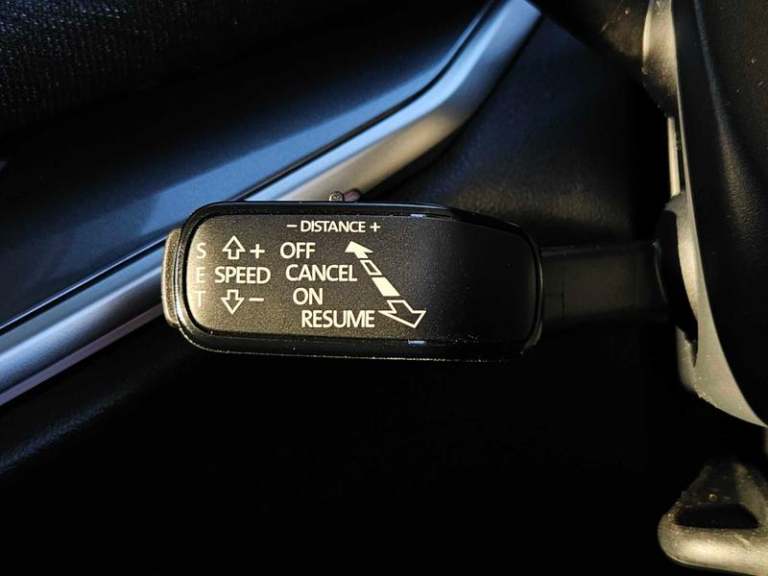 - DISTANCE +
S + OFF
E SPEED CANCEL
T - ON
RESUME